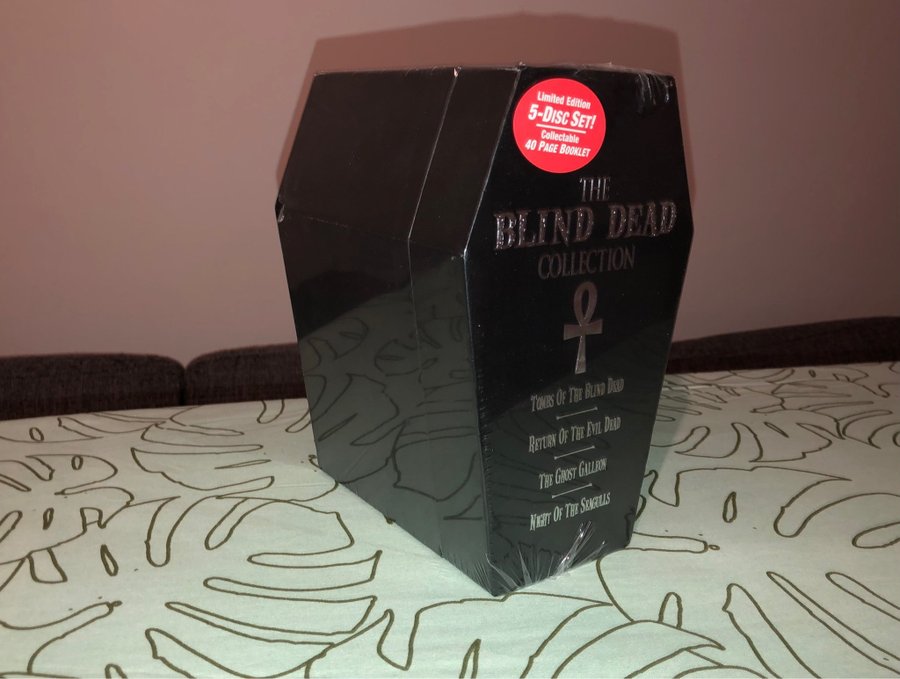 Limited Edition
5-Disc Set!
Collectable
40 Page Booklet
THE
BLIND DEAD
COLLECTION
Tombs Of The Blind Dead
Return Of The Evil Dead
The Ghost Galleon
Night Of The Seagulls